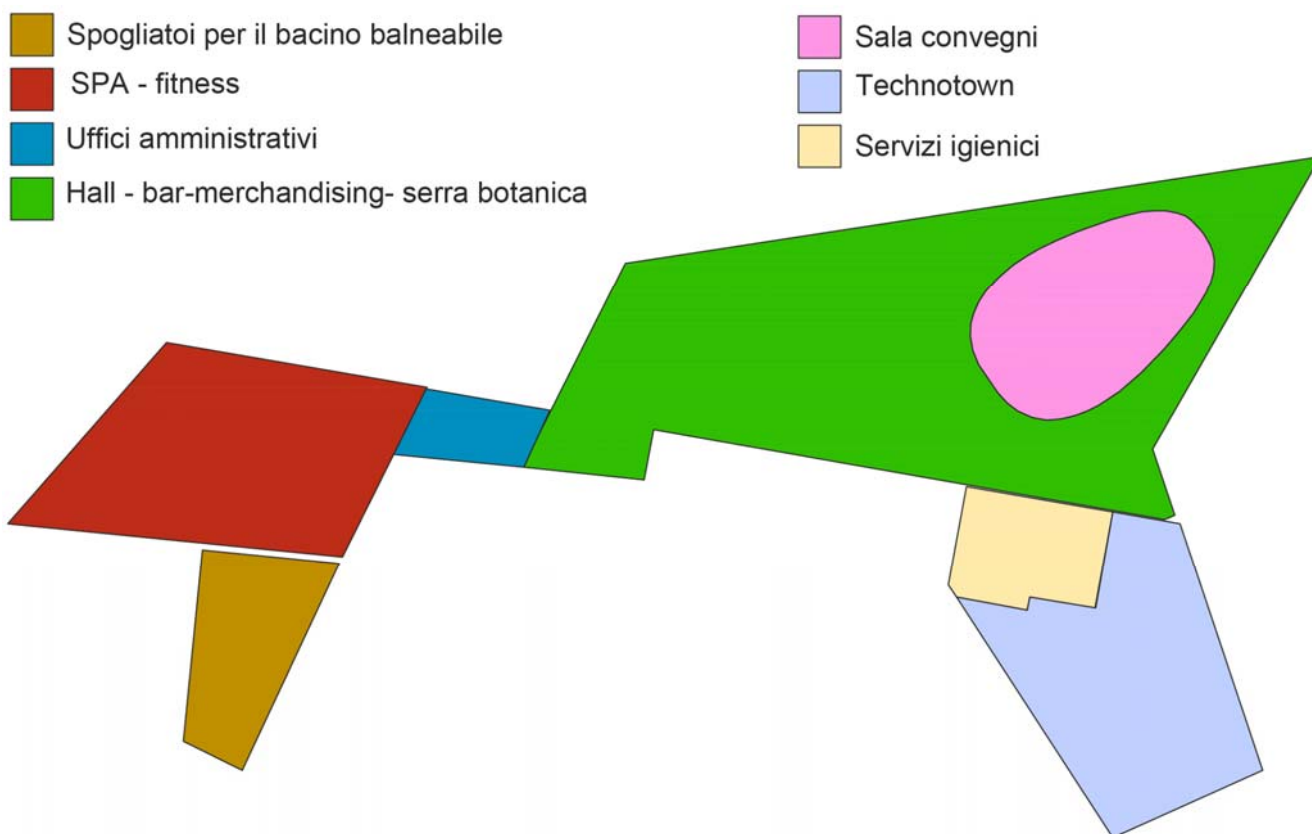 Spogliatoi per il bacino balneabile
SPA - fitness
Uffici amministrativi
Hall - bar-merchandising- serra botanica
Sala convegni
Technotown
Servizi igienici